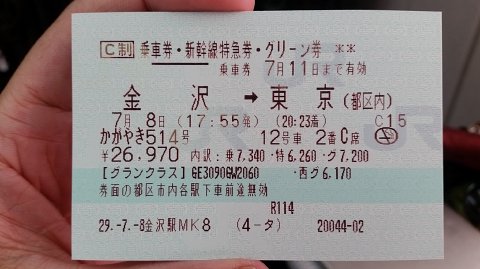 C制 乗車券・新幹線特急券・グリーン券 **
乗車券 7月11日まで有効
金沢 → 東京(都区内)
7月 8日 (17:55発) (20:23着) C15
かがやき514号 12号車 2番C席
¥26,970 内訳:乗7,340・特6,260・グ7,200
[グランクラス] GE3090GW2060 ・西グ6,170
券面の都区市内各駅下車前途無効
R114
29.-7.-8金沢駅MK8 (4-タ) 20044-02